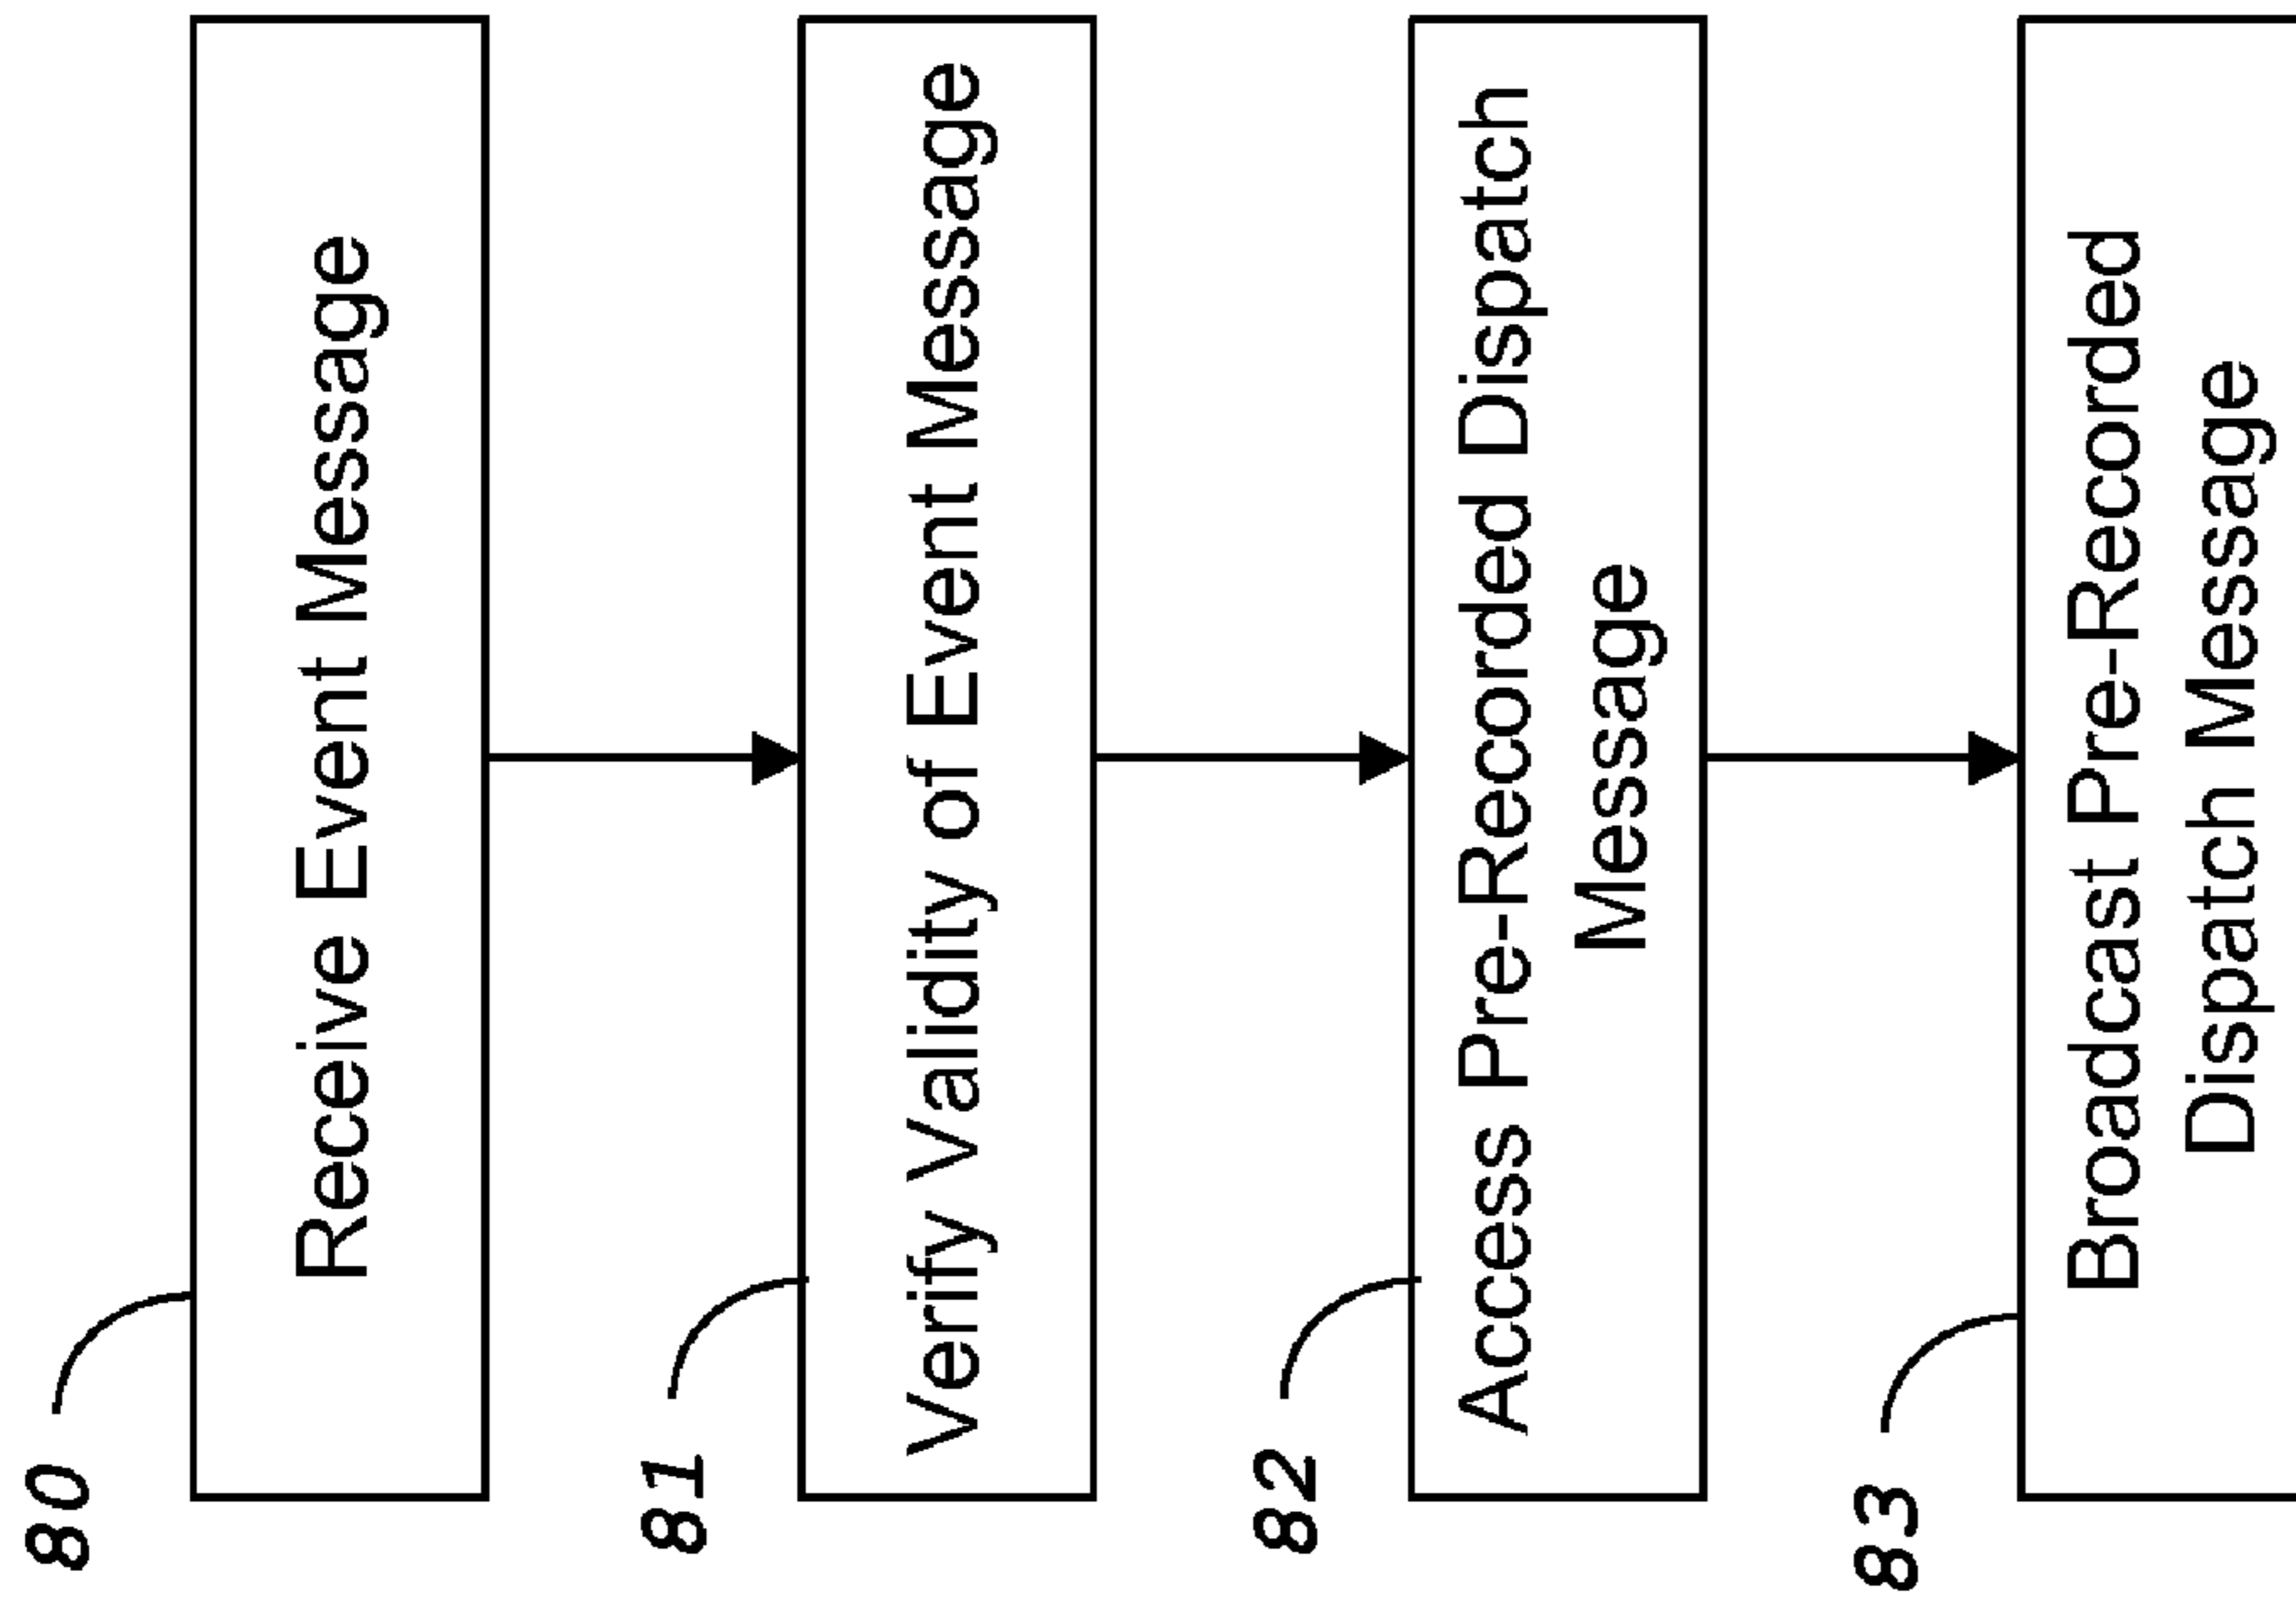 80
Receive Event Message
81
Verify Validity of Event Message
82
Access Pre-Recorded Dispatch
Message
83
Broadcast Pre-Recorded
Dispatch Message